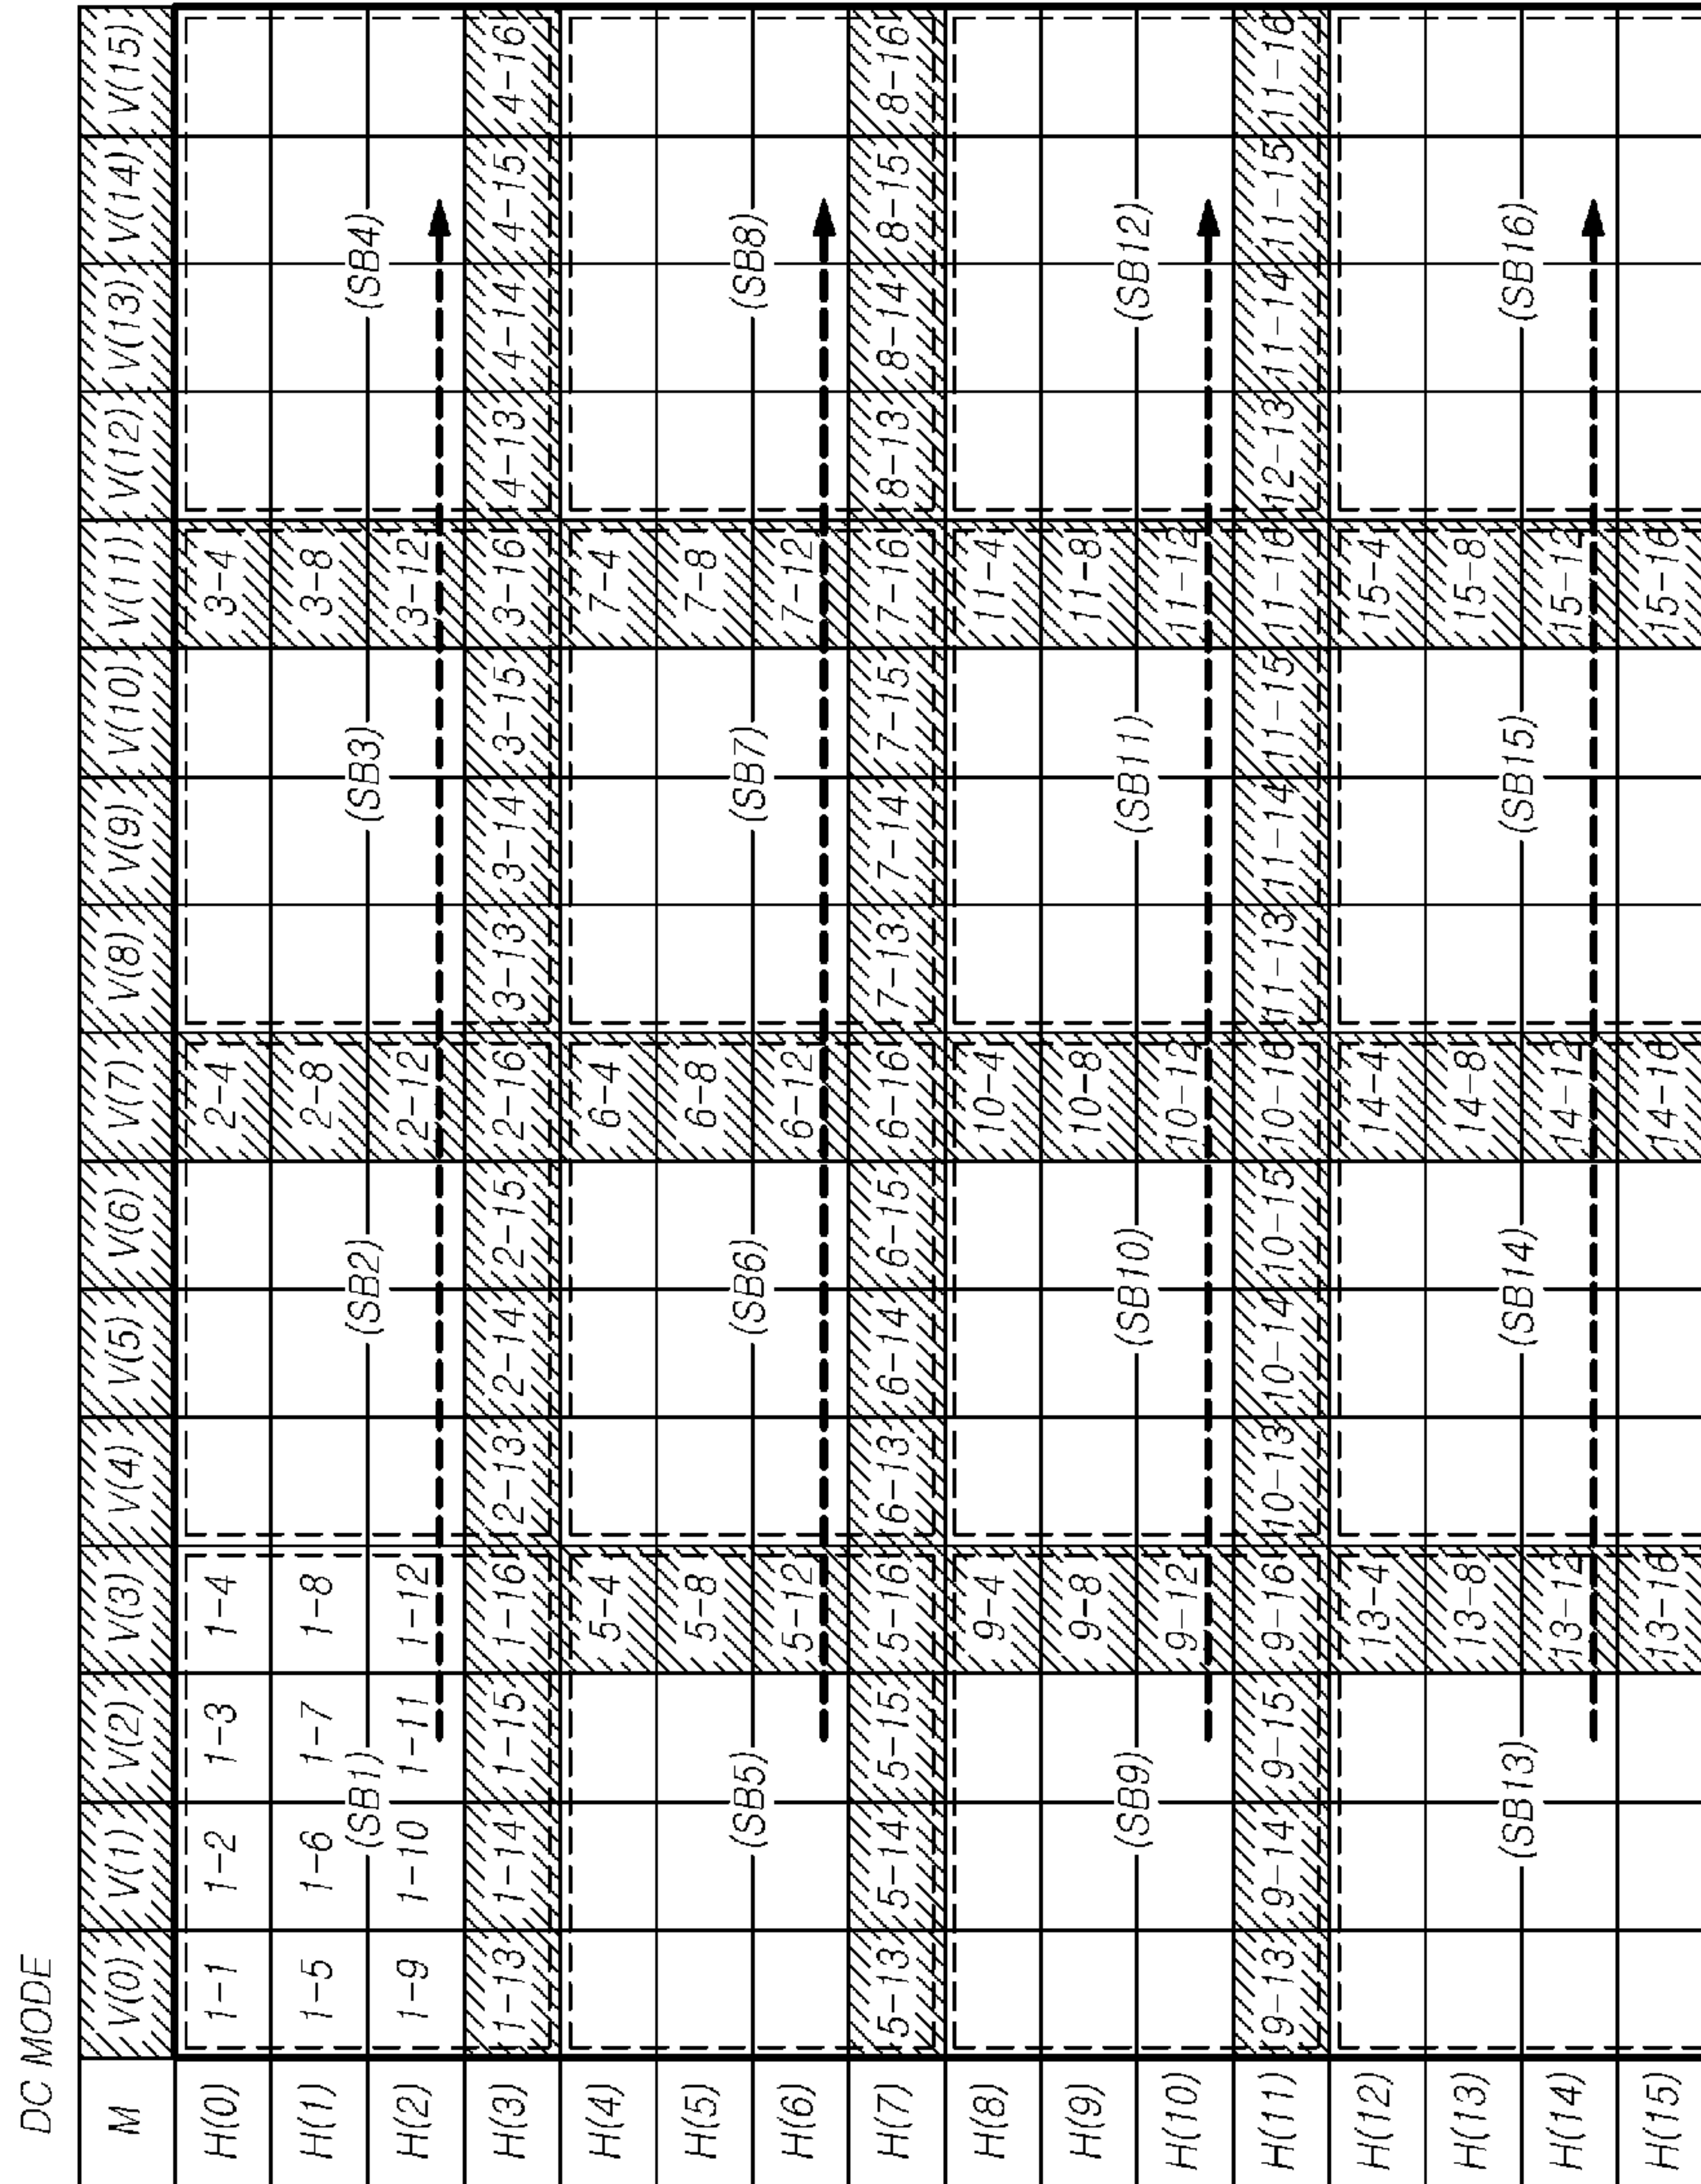 DC MODE
M V(0) V(1) V(2) V(3) V(4) V(5) V(6) V(7) V(8) V(9) V(10) V(11) V(12) V(13) V(14) V(15)
H(0) 1-1 1-2 1-3 1-4 2-4 3-4
H(1) 1-5 1-6 1-7 1-8 2-8 3-8
(SB1) (SB2) (SB3) (SB4)
H(2) 1-9 1-10 1-11 1-12 2-12 3-12
H(3) 1-13 1-14 1-15 1-16 2-13 2-14 2-15 2-16 3-13 3-14 3-15 3-16 4-13 4-14 4-15 4-16
H(4) 5-4 6-4 7-4
H(5) 5-8 6-8 7-8
(SB5) (SB6) (SB7) (SB8)
H(6) 5-12 6-12 7-12
H(7) 5-13 5-14 5-15 5-16 6-13 6-14 6-15 6-16 7-13 7-14 7-15 7-16 8-13 8-14 8-15 8-16
H(8) 9-4 10-4 11-4
H(9) 9-8 10-8 11-8
(SB9) (SB10) (SB11) (SB12)
H(10) 9-12 10-12 11-12
H(11) 9-13 9-14 9-15 9-16 10-13 10-14 10-15 10-16 11-13 11-14 11-15 11-16 12-13 11-14 11-15 11-16
H(12) 13-4 14-4 15-4
H(13) 13-8 14-8 15-8
(SB13) (SB14) (SB15) (SB16)
H(14) 13-12 14-12 15-12
H(15) 13-16 14-16 15-16